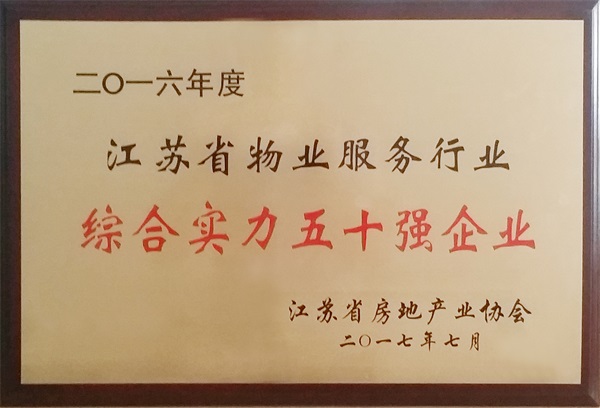 二〇一六年度
江苏省物业服务行业
综合实力五十强企业
江苏省房地产业协会
二〇一七年七月